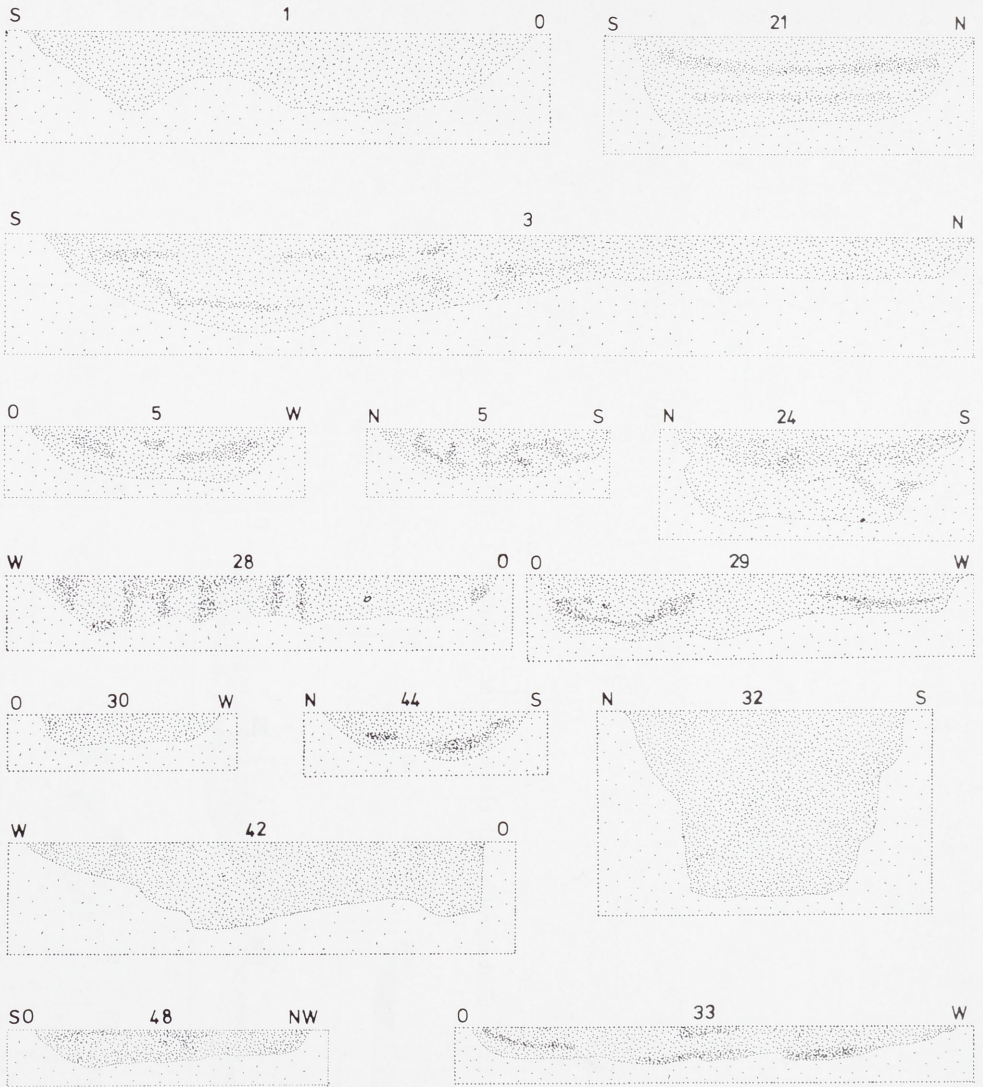 S 1 O
S 21 N
S 3 N
O 5 W
N 5 S
N 24 S
W 28 O
O 29 W
O 30 W
N 44 S
N 32 S
W 42 O
SO 48 NW
O 33 W